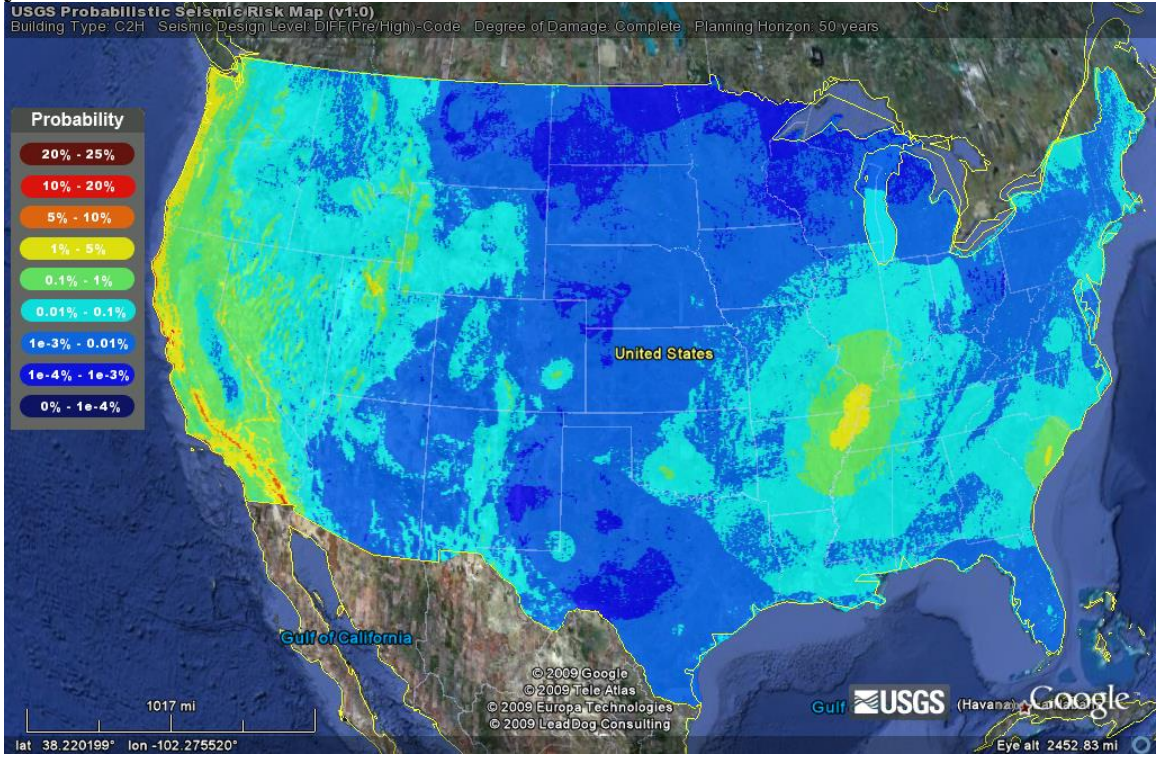 USGS Probabilistic Seismic Risk Map (v1.0)
Building Type: C2H   Seismic Design Level: DIFF(Pre/High)-Code   Degree of Damage: Complete   Planning Horizon: 50 years
Probability
20% - 25%
10% - 20%
5% - 10%
1% - 5%
0.1% - 1%
0.01% - 0.1%
1e-3% - 0.01%
1e-4% - 1e-3%
0% - 1e-4%
United States
Gulf of California
© 2009 Google
© 2009 Tele Atlas
© 2009 Europa Technologies
© 2009 LeadDog Consulting
1017 mi
Gulf
USGS
(Havana)
Google
lat 38.220199° lon -102.275520°
Eye alt 2452.83 mi